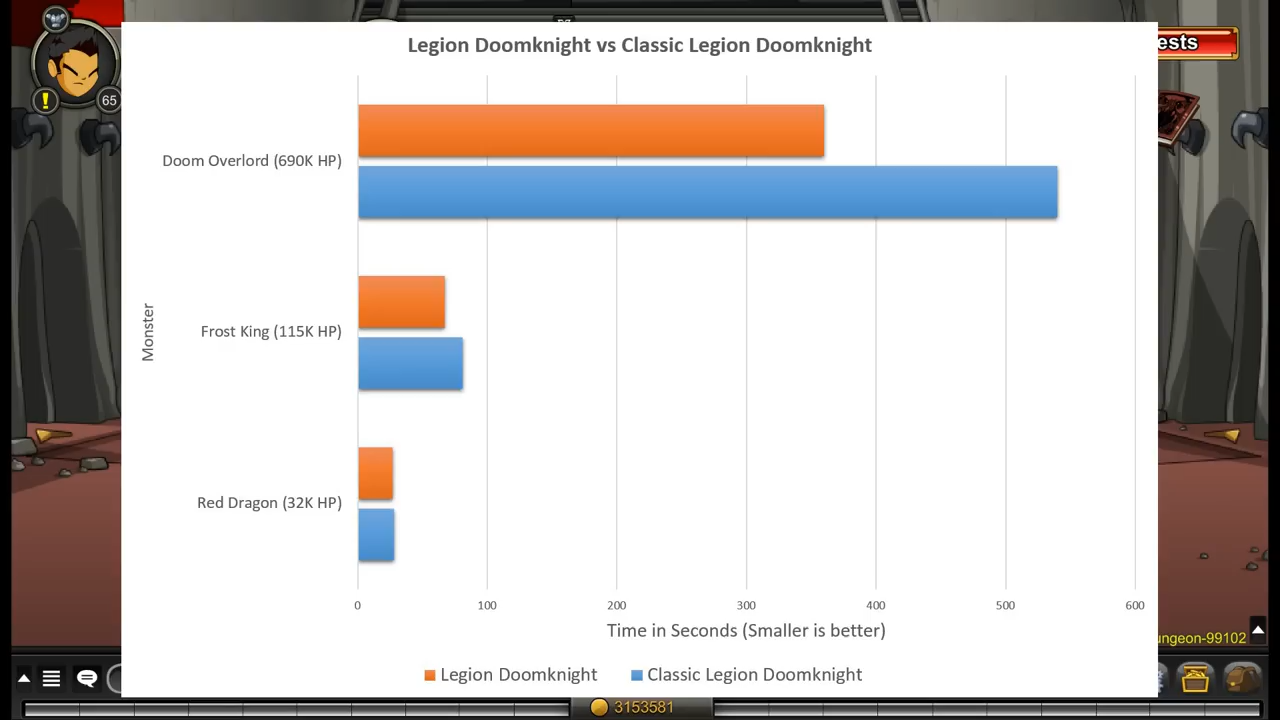 Legion Doomknight vs Classic Legion Doomknight
ests
!
65
Doom Overlord (690K HP)
Frost King (115K HP)
Red Dragon (32K HP)
Monster
0 100 200 300 400 500 600
Time in Seconds (Smaller is better)
ungeon-99102
Legion Doomknight Classic Legion Doomknight
3153581